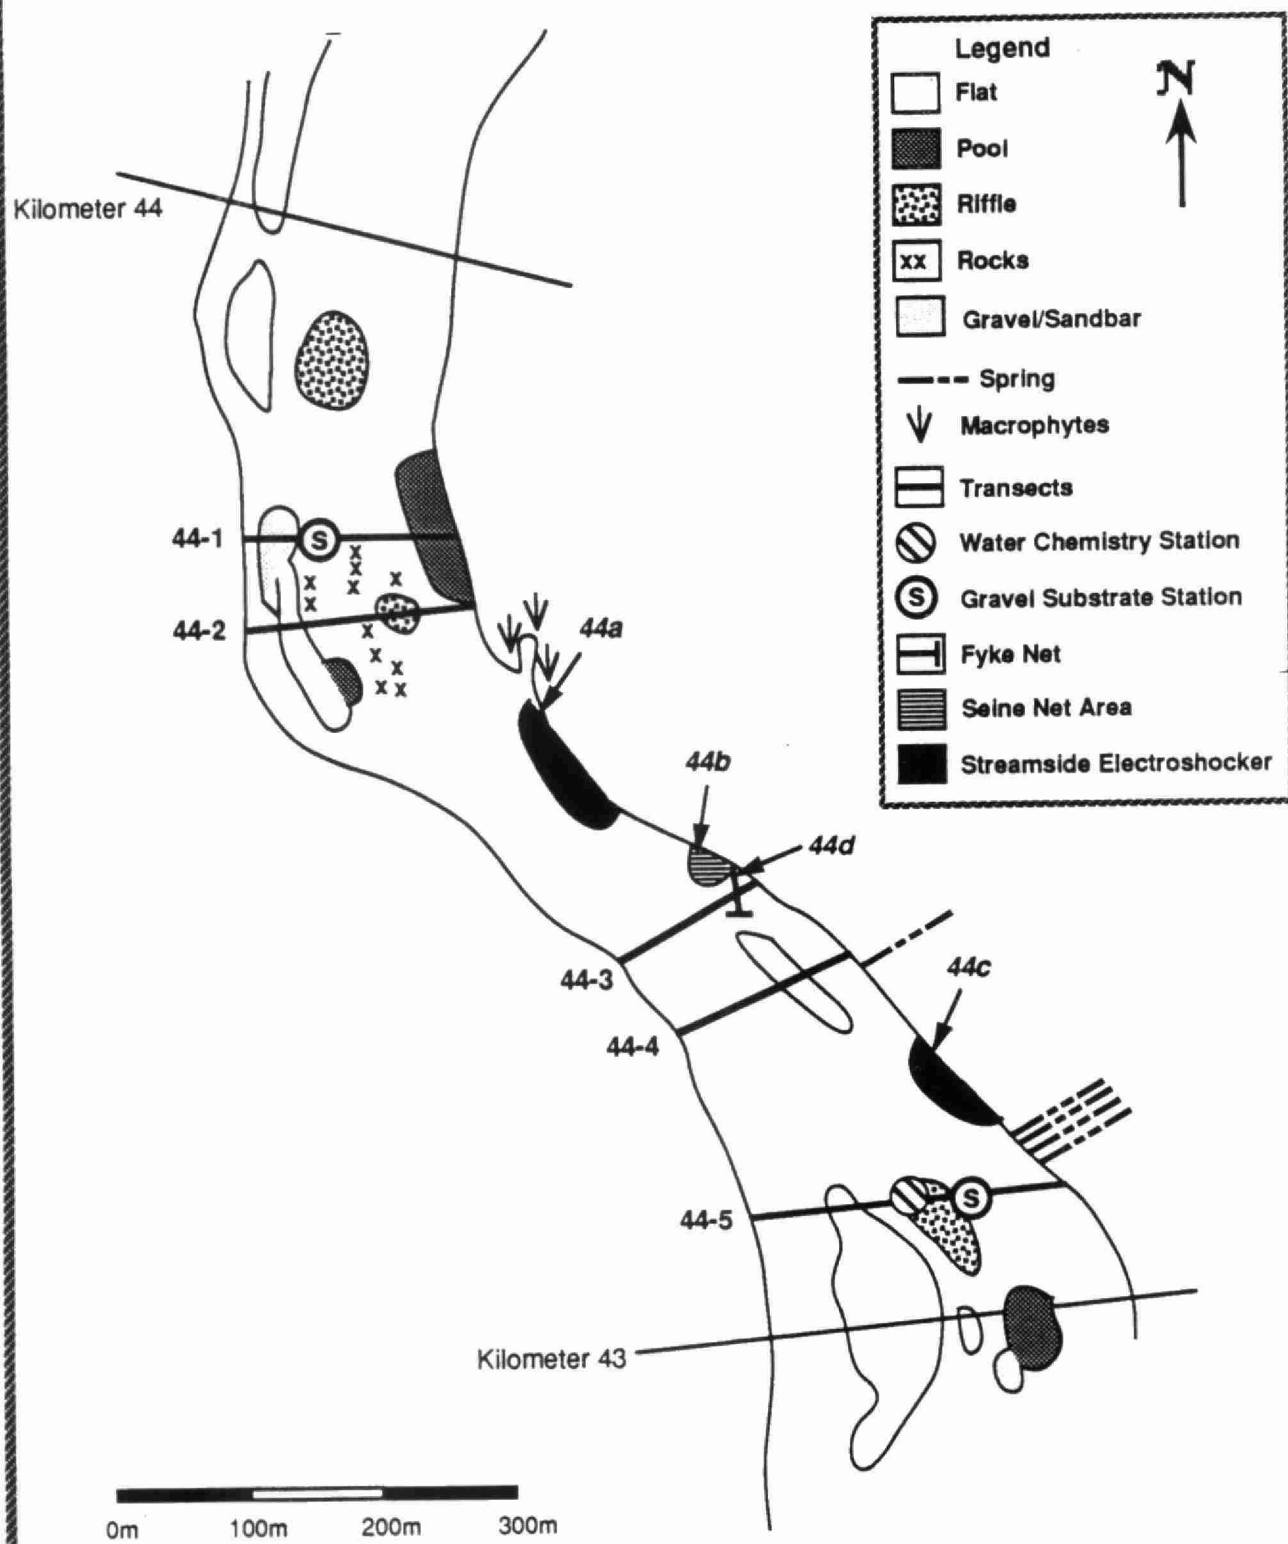 Legend
N
Flat
Pool
Riffle
xx Rocks
Gravel/Sandbar
Spring
Macrophytes
Transects
Water Chemistry Station
S Gravel Substrate Station
Fyke Net
Seine Net Area
Streamside Electroshocker
Kilometer 44
44-1
S
x
x
x
x
x
x
44-2
x
x
x
x x
44a
44b
44d
44-3
44c
44-4
44-5
S
Kilometer 43
0m 100m 200m 300m